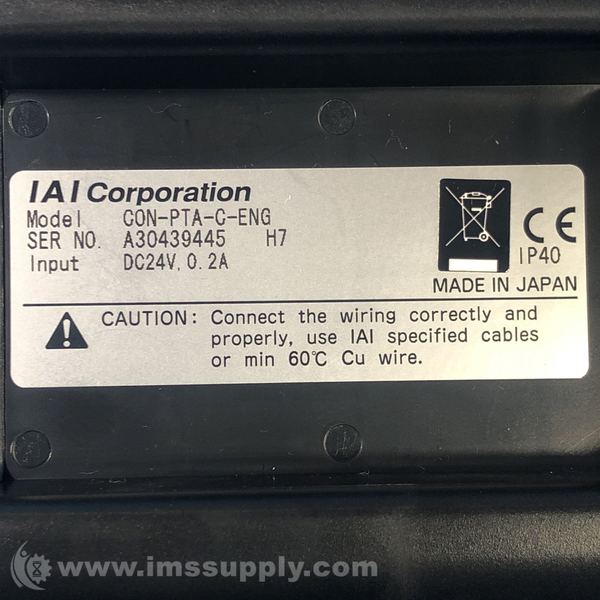 IAI Corporation
Model CON-PTA-C-ENG
SER NO. A30439445 H7
Input DC24V, 0.2A
CE
IP40
MADE IN JAPAN
CAUTION: Connect the wiring correctly and
properly, use IAI specified cables
or min 60℃ Cu wire.
www.imssupply.com